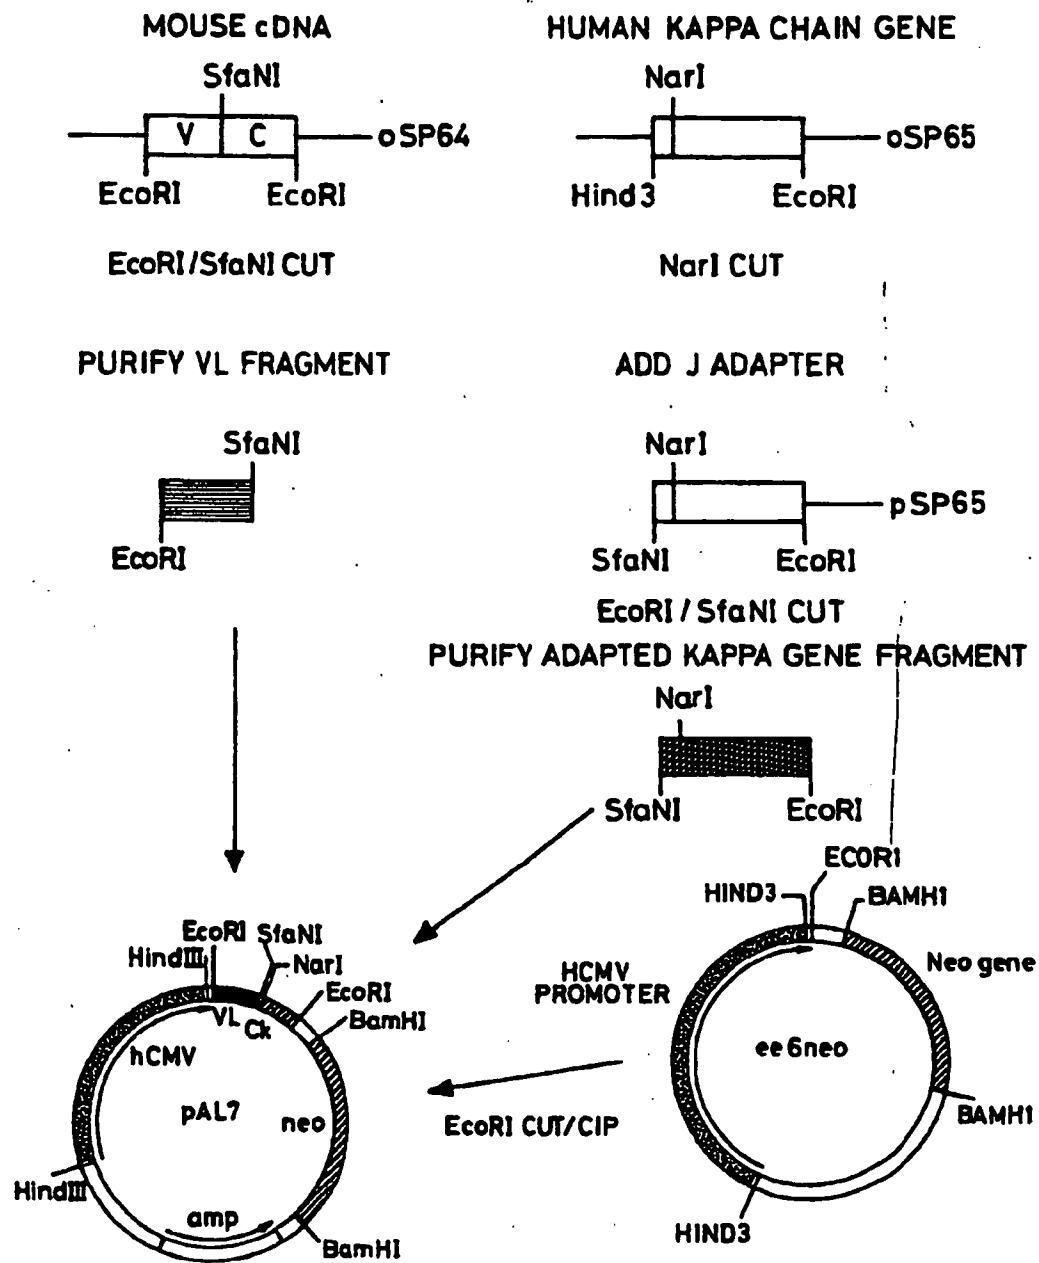 MOUSE cDNA
SfaNI
V C
oSP64
EcoRI
EcoRI
EcoRI/SfaNI CUT
PURIFY VL FRAGMENT
SfaNI
EcoRI
HUMAN KAPPA CHAIN GENE
NarI
oSP65
Hind3
EcoRI
NarI CUT
ADD J ADAPTER
NarI
pSP65
SfaNI
EcoRI
EcoRI / SfaNI CUT
PURIFY ADAPTED KAPPA GENE FRAGMENT
NarI
SfaNI
EcoRI
EcoRI SfaNI
HindIII
NarI
EcoRI
BamHI
VL Ck
hCMV
pAL7
neo
HindIII
amp
BamHI
EcoRI CUT/CIP
ECOR1
HIND3
BAMH1
HCMV
PROMOTER
Neo gene
ee6neo
BAMH1
HIND3